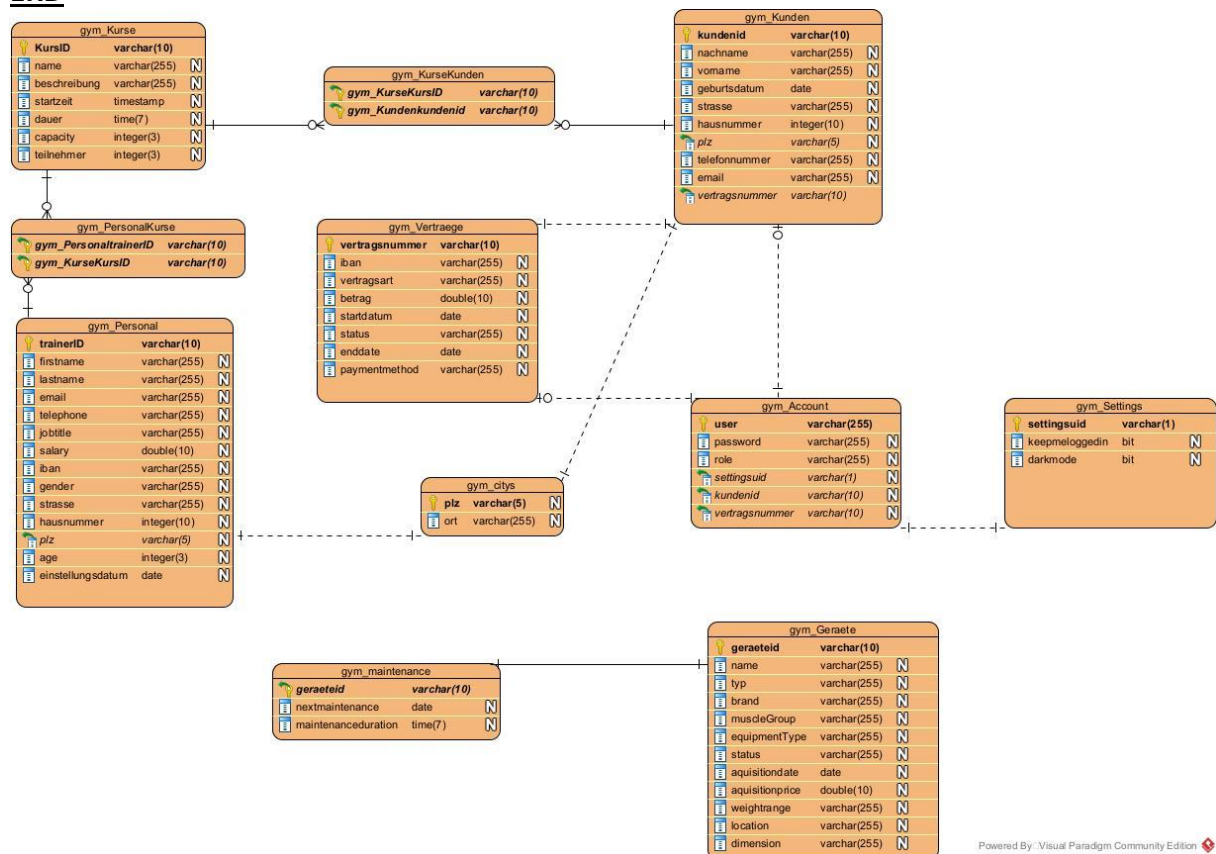 ERD
gym_Kurse
KursID varchar(10)
name varchar(255) N
beschreibung varchar(255) N
startzeit timestamp N
dauer time(7) N
capacity integer(3) N
teilnehmer integer(3) N
gym_KurseKunden
gym_KurseKursID varchar(10)
gym_Kundenkundenid varchar(10)
gym_Kunden
kundenid varchar(10)
nachname varchar(255) N
vorname varchar(255) N
geburtsdatum date N
strasse varchar(255) N
hausnummer integer(10) N
plz varchar(5) N
telefonnummer varchar(255) N
email varchar(255) N
vertragsnummer varchar(10)
gym_PersonalKurse
gym_PersonaltrainerID varchar(10)
gym_KurseKursID varchar(10)
gym_Vertraege
vertragsnummer varchar(10)
iban varchar(255) N
vertragsart varchar(255) N
betrag double(10) N
startdatum date N
status varchar(255) N
enddate date N
paymentmethod varchar(255) N
gym_Personal
trainerID varchar(10)
firstname varchar(255) N
lastname varchar(255) N
email varchar(255) N
telephone varchar(255) N
jobtitle varchar(255) N
salary double(10) N
iban varchar(255) N
gender varchar(255) N
strasse varchar(255) N
hausnummer integer(10) N
plz varchar(5) N
age integer(3) N
einstellungsdatum date N
gym_citys
plz varchar(5) N
ort varchar(255) N
gym_Account
user varchar(255)
password varchar(255) N
role varchar(255) N
settingsuid varchar(1) N
kundenid varchar(10) N
vertragsnummer varchar(10) N
gym_Settings
settingsuid varchar(1)
keepmeloggedin bit N
darkmode bit N
gym_maintenance
geraeteid varchar(10)
nextmaintenance date N
maintenanceduration time(7) N
gym_Geraete
geraeteid varchar(10)
name varchar(255) N
typ varchar(255) N
brand varchar(255) N
muscleGroup varchar(255) N
equipmentType varchar(255) N
status varchar(255) N
aquisitiondate date N
aquisitionprice double(10) N
weightrange varchar(255) N
location varchar(255) N
dimension varchar(255) N
Powered By Visual Paradigm Community Edition